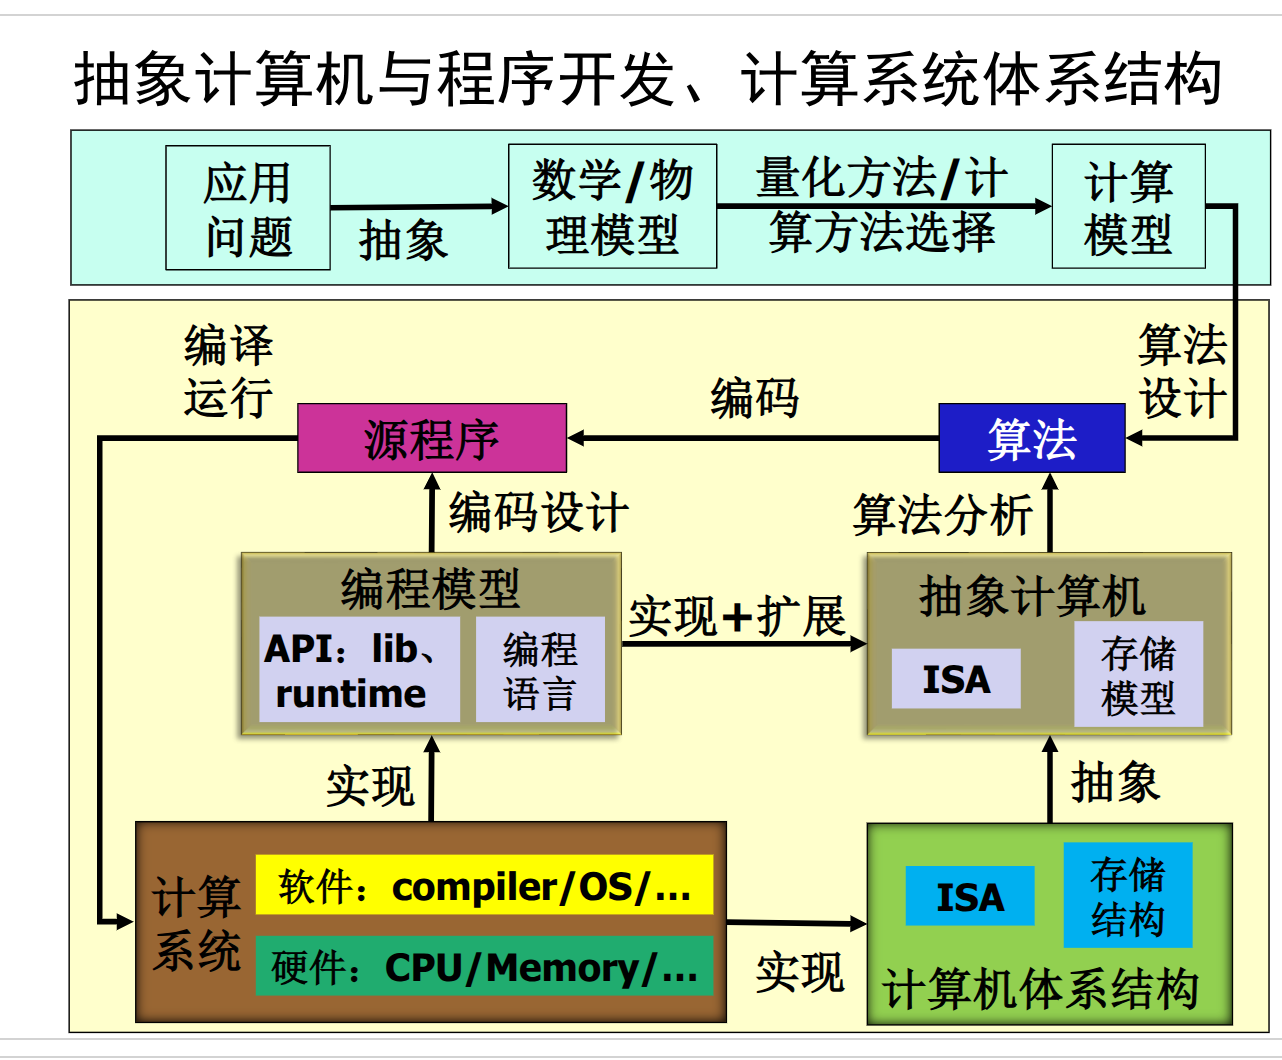 抽象计算机与程序开发、计算系统体系结构
应用
问题
抽象
数学/物
理模型
量化方法/计
算方法选择
计算
模型
编译
运行
源程序
编码
算法
算法
设计
编码设计
算法分析
编程模型
API：lib、
runtime
编程
语言
实现+扩展
抽象计算机
ISA
存储
模型
实现
抽象
计算
系统
软件：compiler/OS/...
硬件：CPU/Memory/...
实现
ISA
存储
结构
计算机体系结构